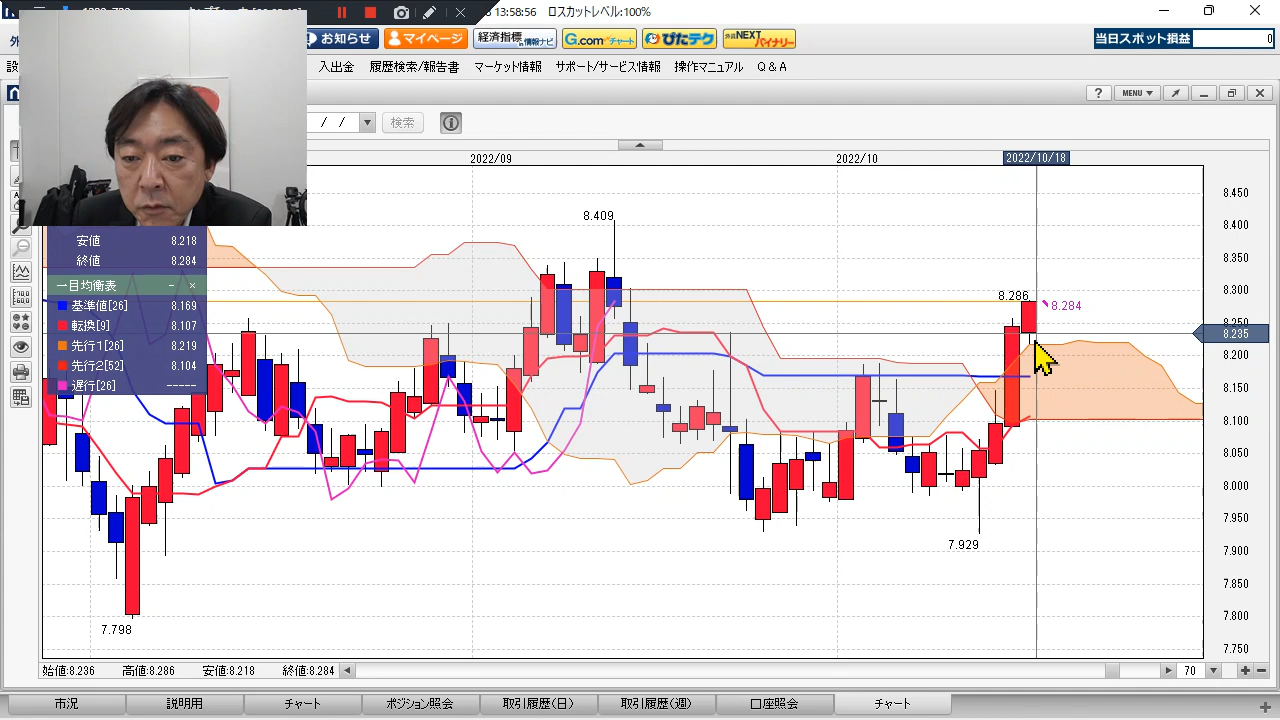 13:58:56 ロスカットレベル:100%
お知らせ
マイページ
経済指標 情報ナビ
G.comチャート
ぴたテク
外貨NEXT バイナリー
当日スポット損益 0
入出金 履歴検索/報告書 マーケット情報 サポート/サービス情報 操作マニュアル Q&A
? MENU
/ / 検索
2022/09 2022/10 2022/10/18
安値 8.218
終値 8.284
一目均衡表
基準値[26] 8.169
転換[9] 8.107
先行1[26] 8.219
先行2[52] 8.104
遅行[26] -----
8.409
8.286
8.284
7.929
7.798
8.450
8.400
8.350
8.300
8.250
8.235
8.200
8.150
8.100
8.050
8.000
7.950
7.900
7.850
7.800
7.750
始値:8.236 高値:8.286 安値:8.218 終値:8.284
70
市況 説明用 チャート ポジション照会 取引履歴(日) 取引履歴(週) 口座照会 チャート